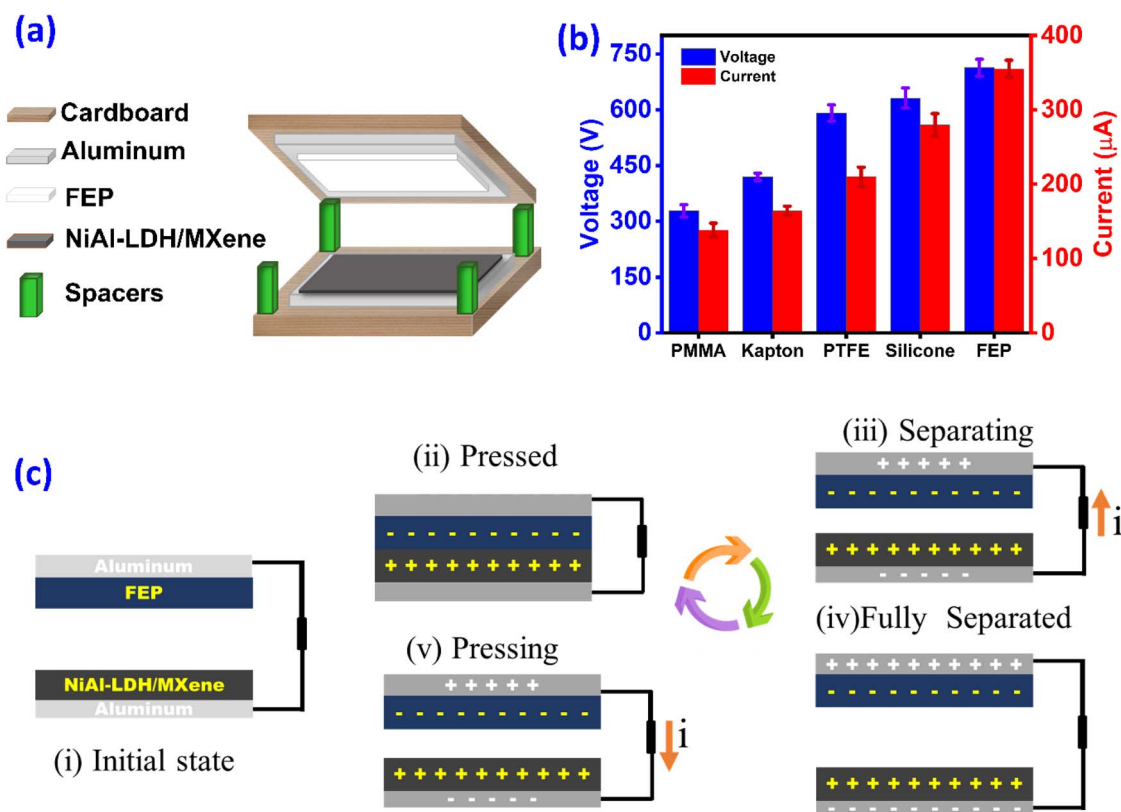 (a)
Cardboard
Aluminum
FEP
NiAl-LDH/MXene
Spacers
(b)
Voltage (V)
750
600
450
300
150
0
Voltage
Current
PMMA Kapton PTFE Silicone FEP
400
300
200
100
0
Current (μA)
(c)
Aluminum
FEP
NiAl-LDH/MXene
Aluminum
(i) Initial state
(ii) Pressed
- - - - - - - - - -
+ + + + + + + + + +
(iii) Separating
+ + + + +
- - - - - - - - - -
+ + + + + + + + + +
- - - - -
i
(iv)Fully Separated
+ + + + + + + + + +
- - - - - - - - - -
+ + + + + + + + + +
- - - - - - - - - -
(v) Pressing
+ + + + +
- - - - - - - - - -
+ + + + + + + + + +
- - - - -
i